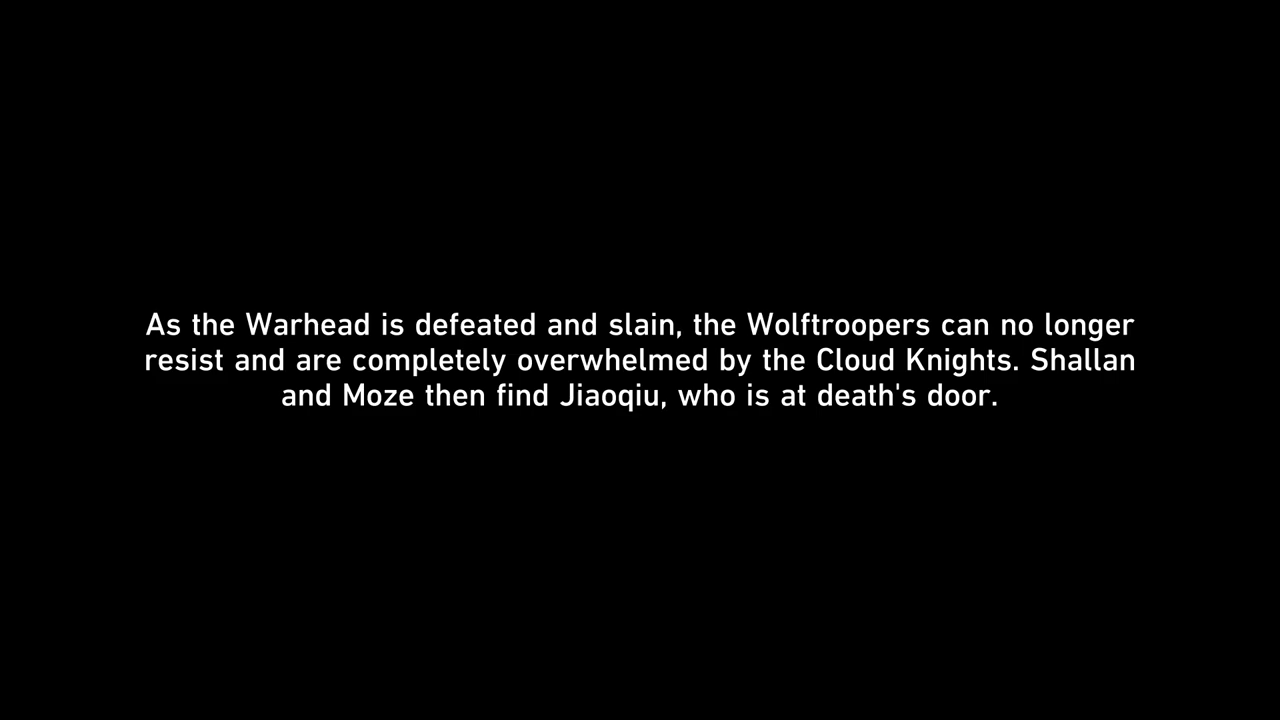 As the Warhead is defeated and slain, the Wolftroopers can no longer
resist and are completely overwhelmed by the Cloud Knights. Shallan
and Moze then find Jiaoqiu, who is at death's door.